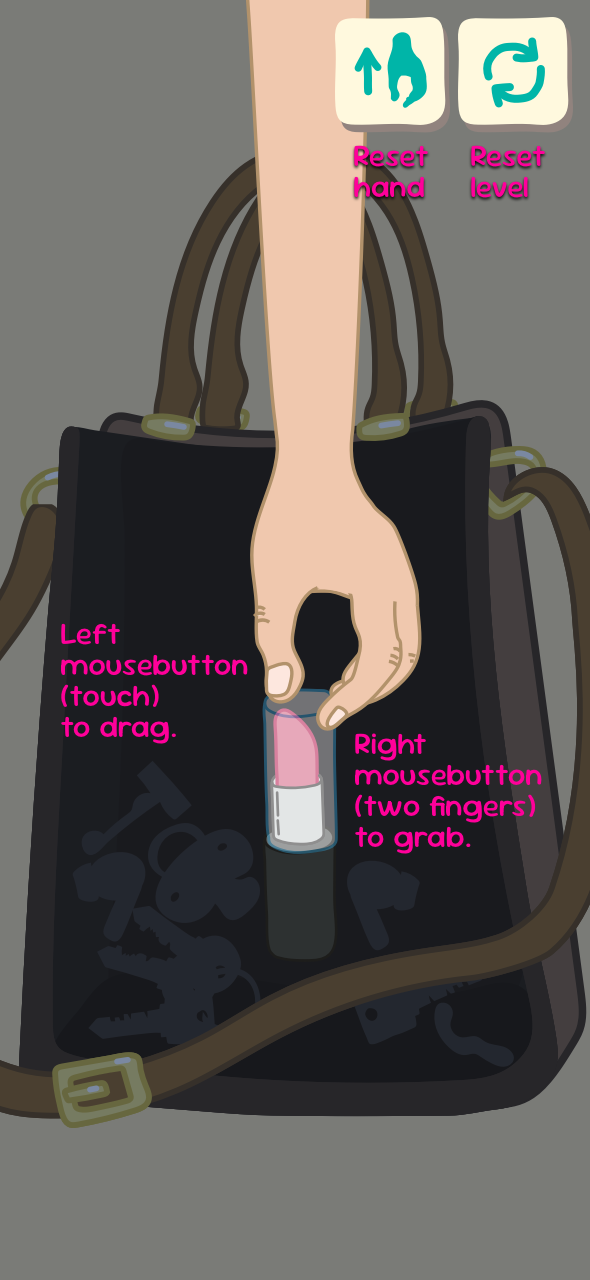 Reset
hand
Reset
level
Left
mousebutton
(touch)
to drag.
Right
mousebutton
(two fingers)
to grab.